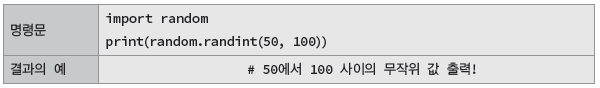 명령문
import random
print(random.randint(50, 100))
결과의 예
# 50에서 100 사이의 무작위 값 출력!